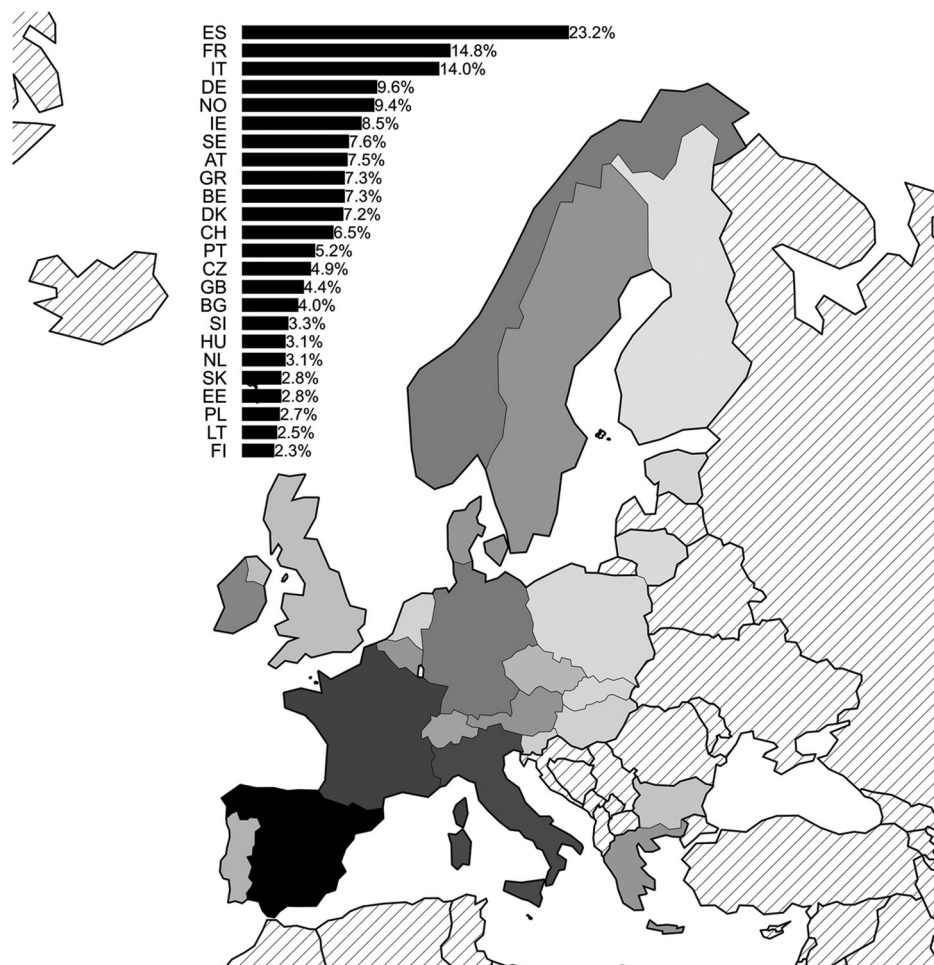 ES 23.2%
FR 14.8%
IT 14.0%
DE 9.6%
NO 9.4%
IE 8.5%
SE 7.6%
AT 7.5%
GR 7.3%
BE 7.3%
DK 7.2%
CH 6.5%
PT 5.2%
CZ 4.9%
GB 4.4%
BG 4.0%
SI 3.3%
HU 3.1%
NL 3.1%
SK 2.8%
EE 2.8%
PL 2.7%
LT 2.5%
FI 2.3%